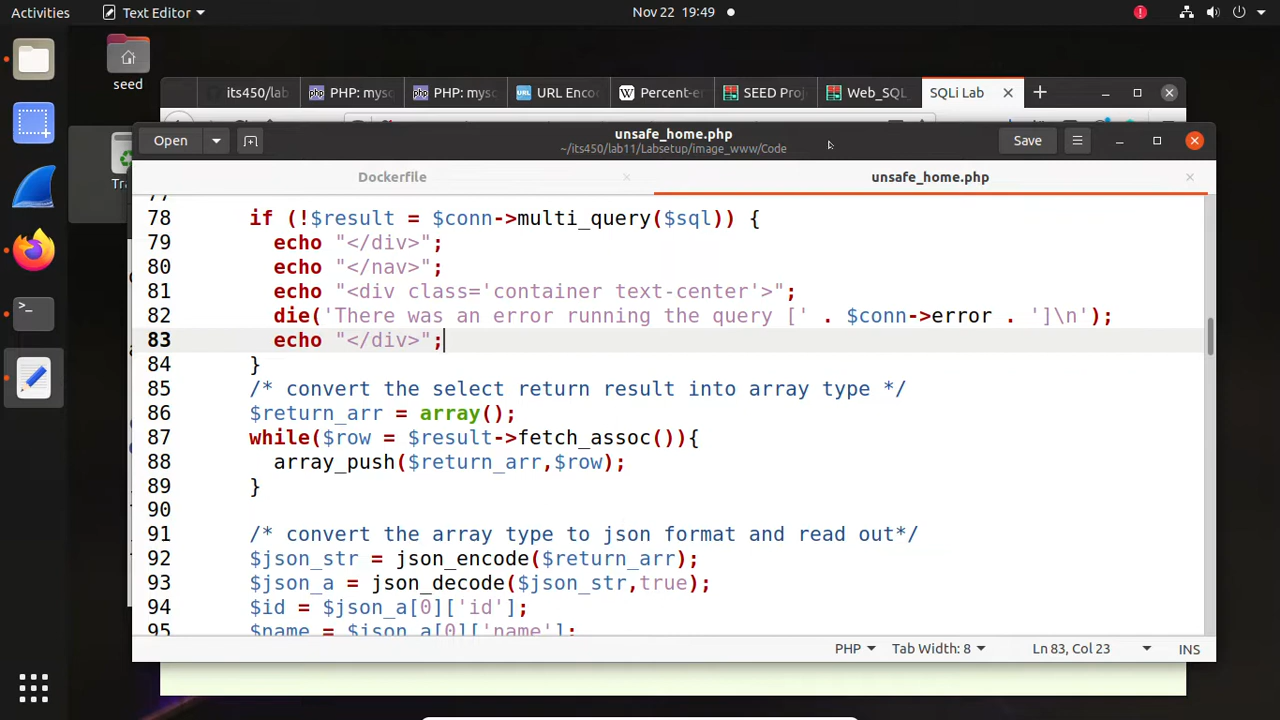 Activities
Text Editor
Nov 22 19:49
seed
its450/lab
PHP: mysq
PHP: mysq
URL Enco
Percent-e
SEED Proj
Web_SQL
SQLi Lab
Open
unsafe_home.php
~/its450/lab11/Labsetup/image_www/Code
Save
Dockerfile
unsafe_home.php
77
78 if (!$result = $conn->multi_query($sql)) {
79 echo "</div>";
80 echo "</nav>";
81 echo "<div class='container text-center'>";
82 die('There was an error running the query [' . $conn->error . ']\n');
83 echo "</div>";
84 }
85 /* convert the select return result into array type */
86 $return_arr = array();
87 while($row = $result->fetch_assoc()){
88 array_push($return_arr,$row);
89 }
90
91 /* convert the array type to json format and read out*/
92 $json_str = json_encode($return_arr);
93 $json_a = json_decode($json_str,true);
94 $id = $json_a[0]['id'];
95 $name = $json_a[0]['name'];
PHP
Tab Width: 8
Ln 83, Col 23
INS